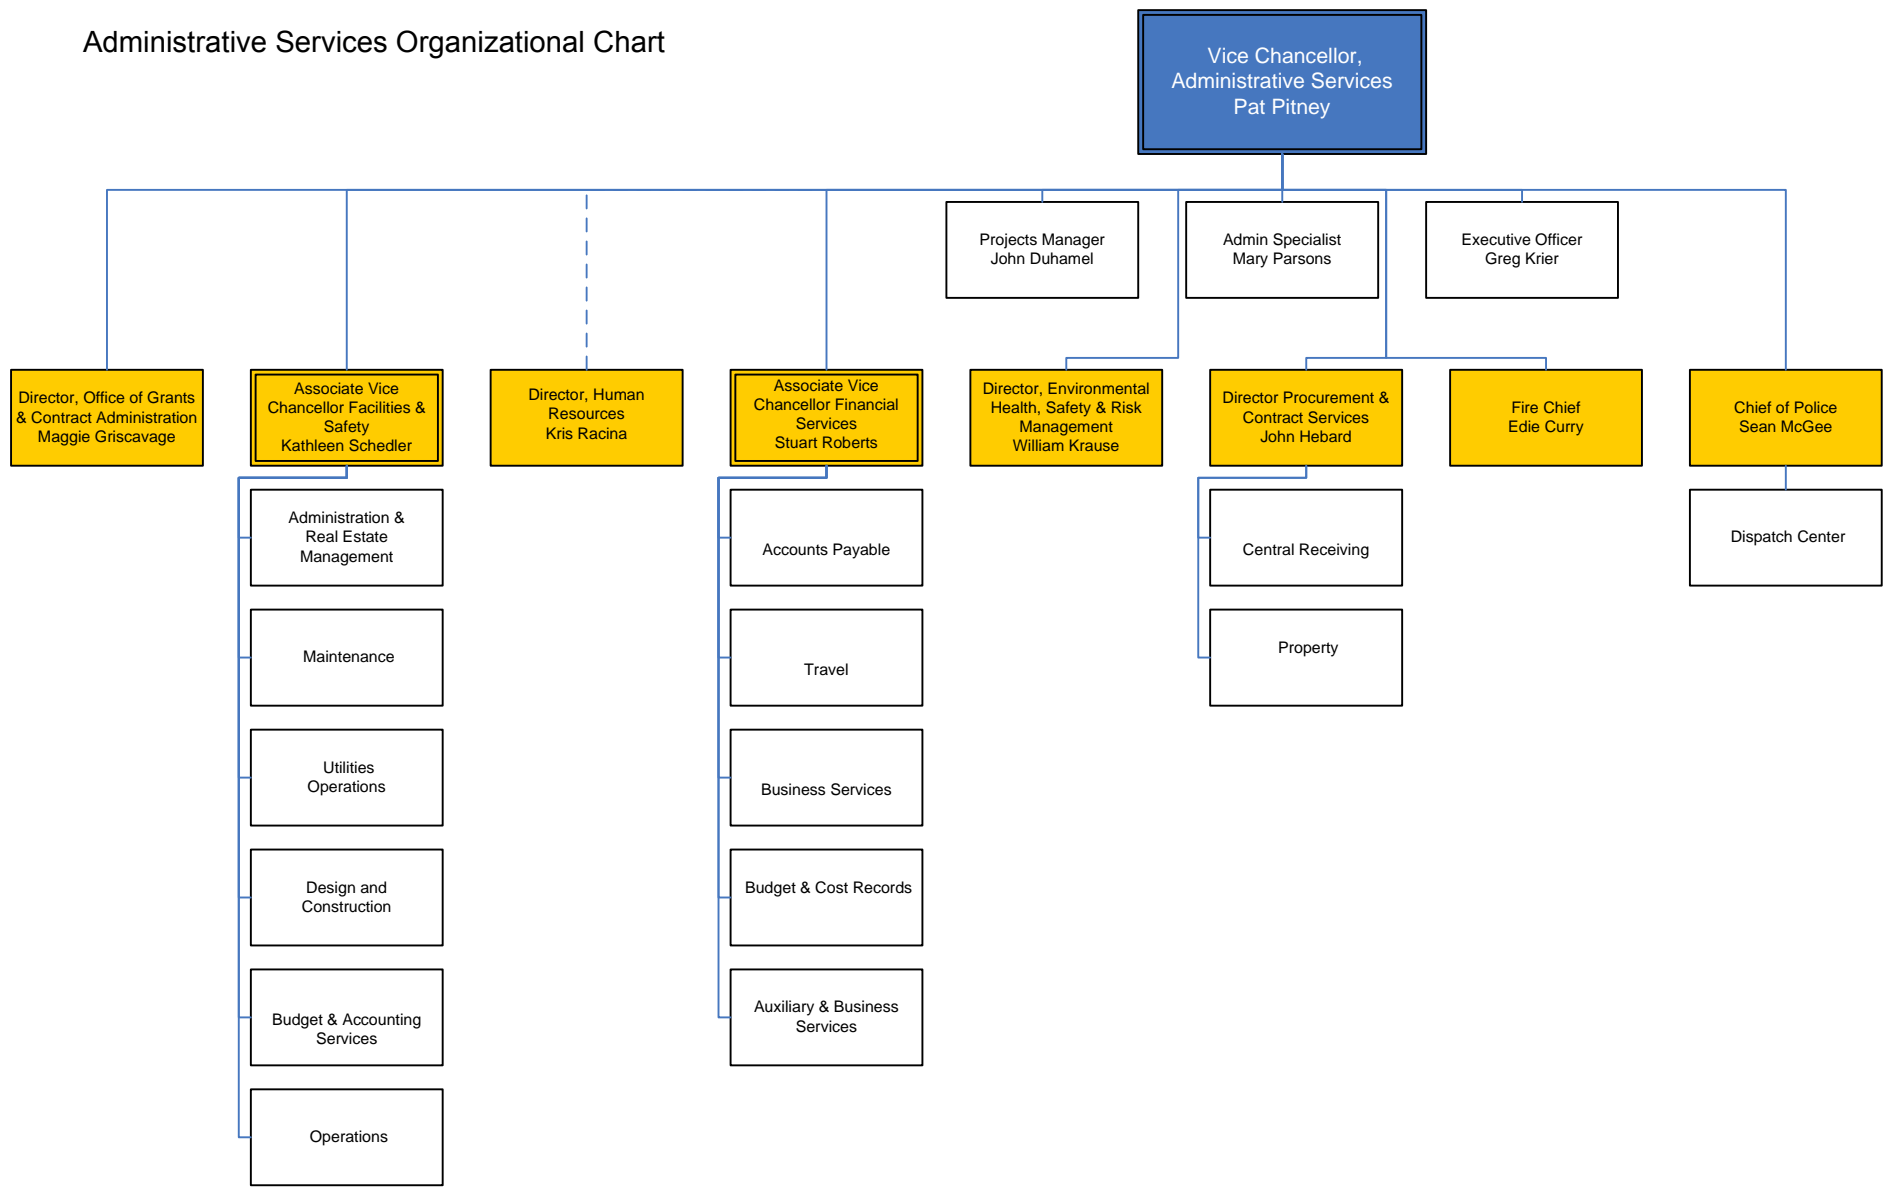 Administrative Services Organizational Chart
Vice Chancellor,
Administrative Services
Pat Pitney
Projects Manager
John Duhamel
Admin Specialist
Mary Parsons
Executive Officer
Greg Krier
Director, Office of Grants
& Contract Administration
Maggie Griscavage
Associate Vice
Chancellor Facilities &
Safety
Kathleen Schedler
Director, Human
Resources
Kris Racina
Associate Vice
Chancellor Financial
Services
Stuart Roberts
Director, Environmental
Health, Safety & Risk
Management
William Krause
Director Procurement &
Contract Services
John Hebard
Fire Chief
Edie Curry
Chief of Police
Sean McGee
Administration &
Real Estate
Management
Maintenance
Utilities
Operations
Design and
Construction
Budget & Accounting
Services
Operations
Accounts Payable
Travel
Business Services
Budget & Cost Records
Auxiliary & Business
Services
Central Receiving
Property
Dispatch Center